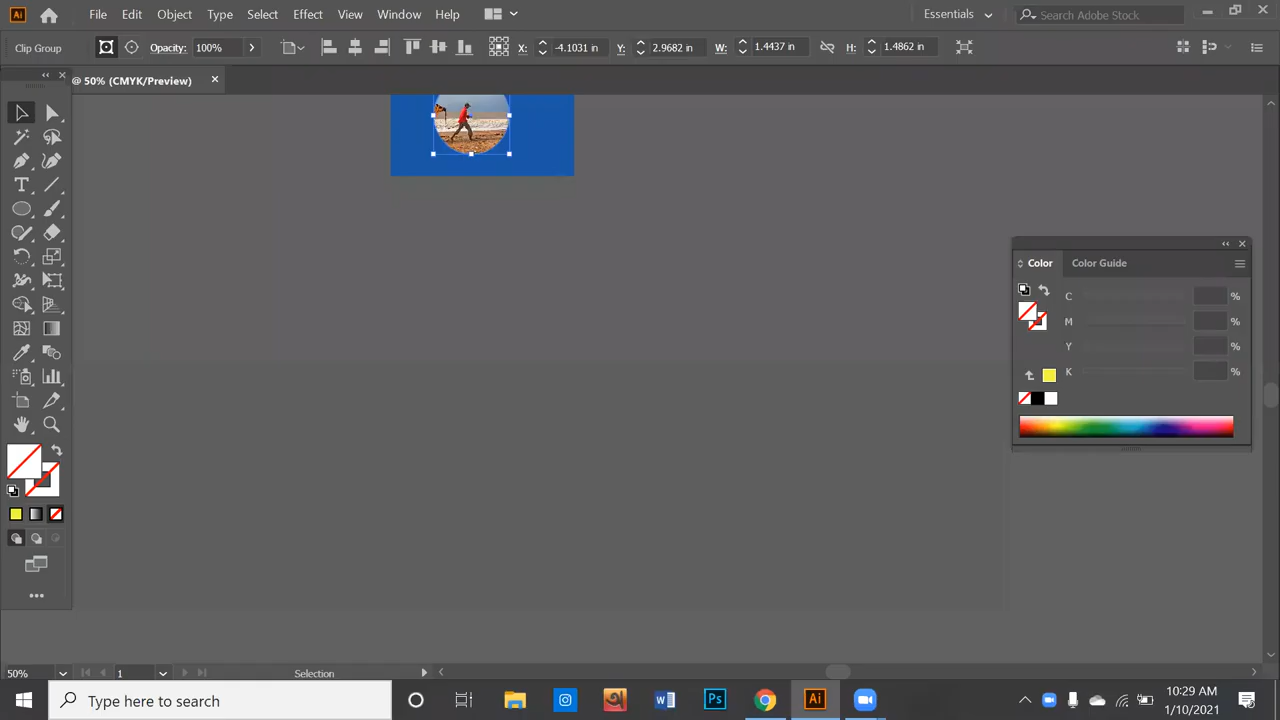 Ai File Edit Object Type Select Effect View Window Help Essentials Search Adobe Stock
Clip Group Opacity: 100% X: -4.1031 in Y: 2.9682 in W: 1.4437 in H: 1.4862 in
@ 50% (CMYK/Preview)
Color Color Guide
C %
M %
Y %
K %
50% 1 Selection
Type here to search W Ps Ai 10:29 AM
1/10/2021